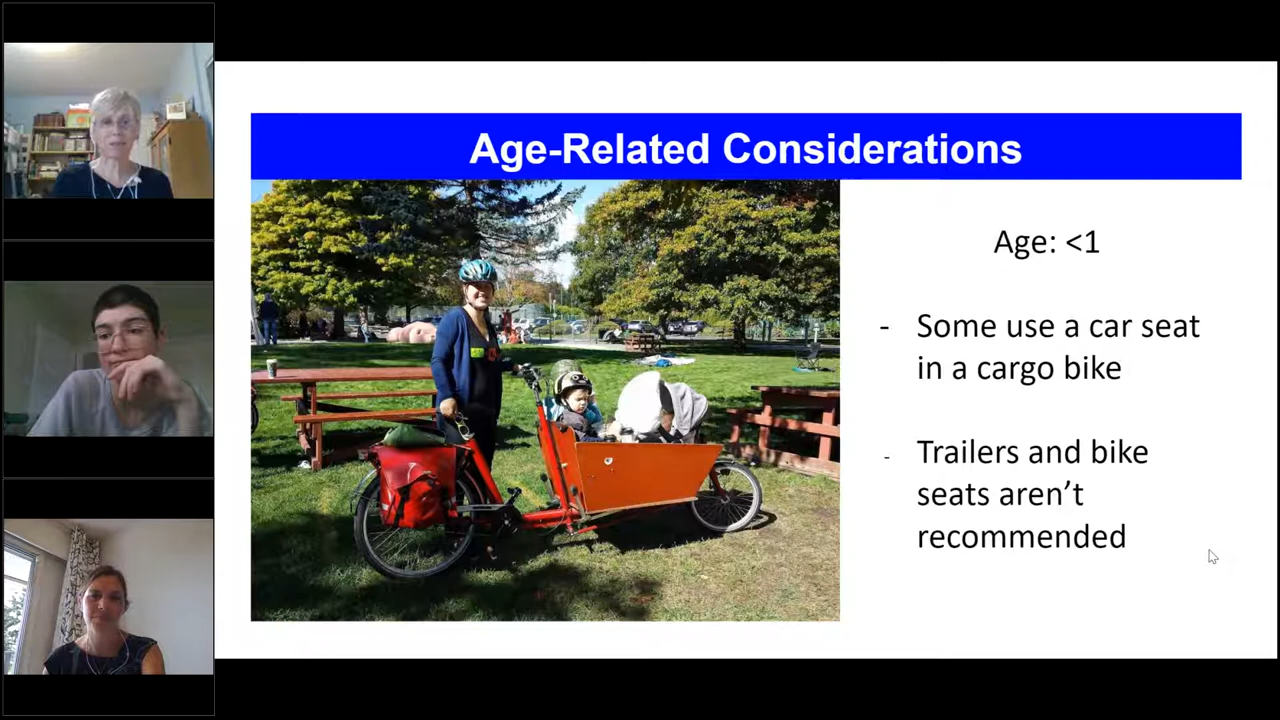 Age-Related Considerations
Age: <1
- Some use a car seat
in a cargo bike
- Trailers and bike
seats aren’t
recommended